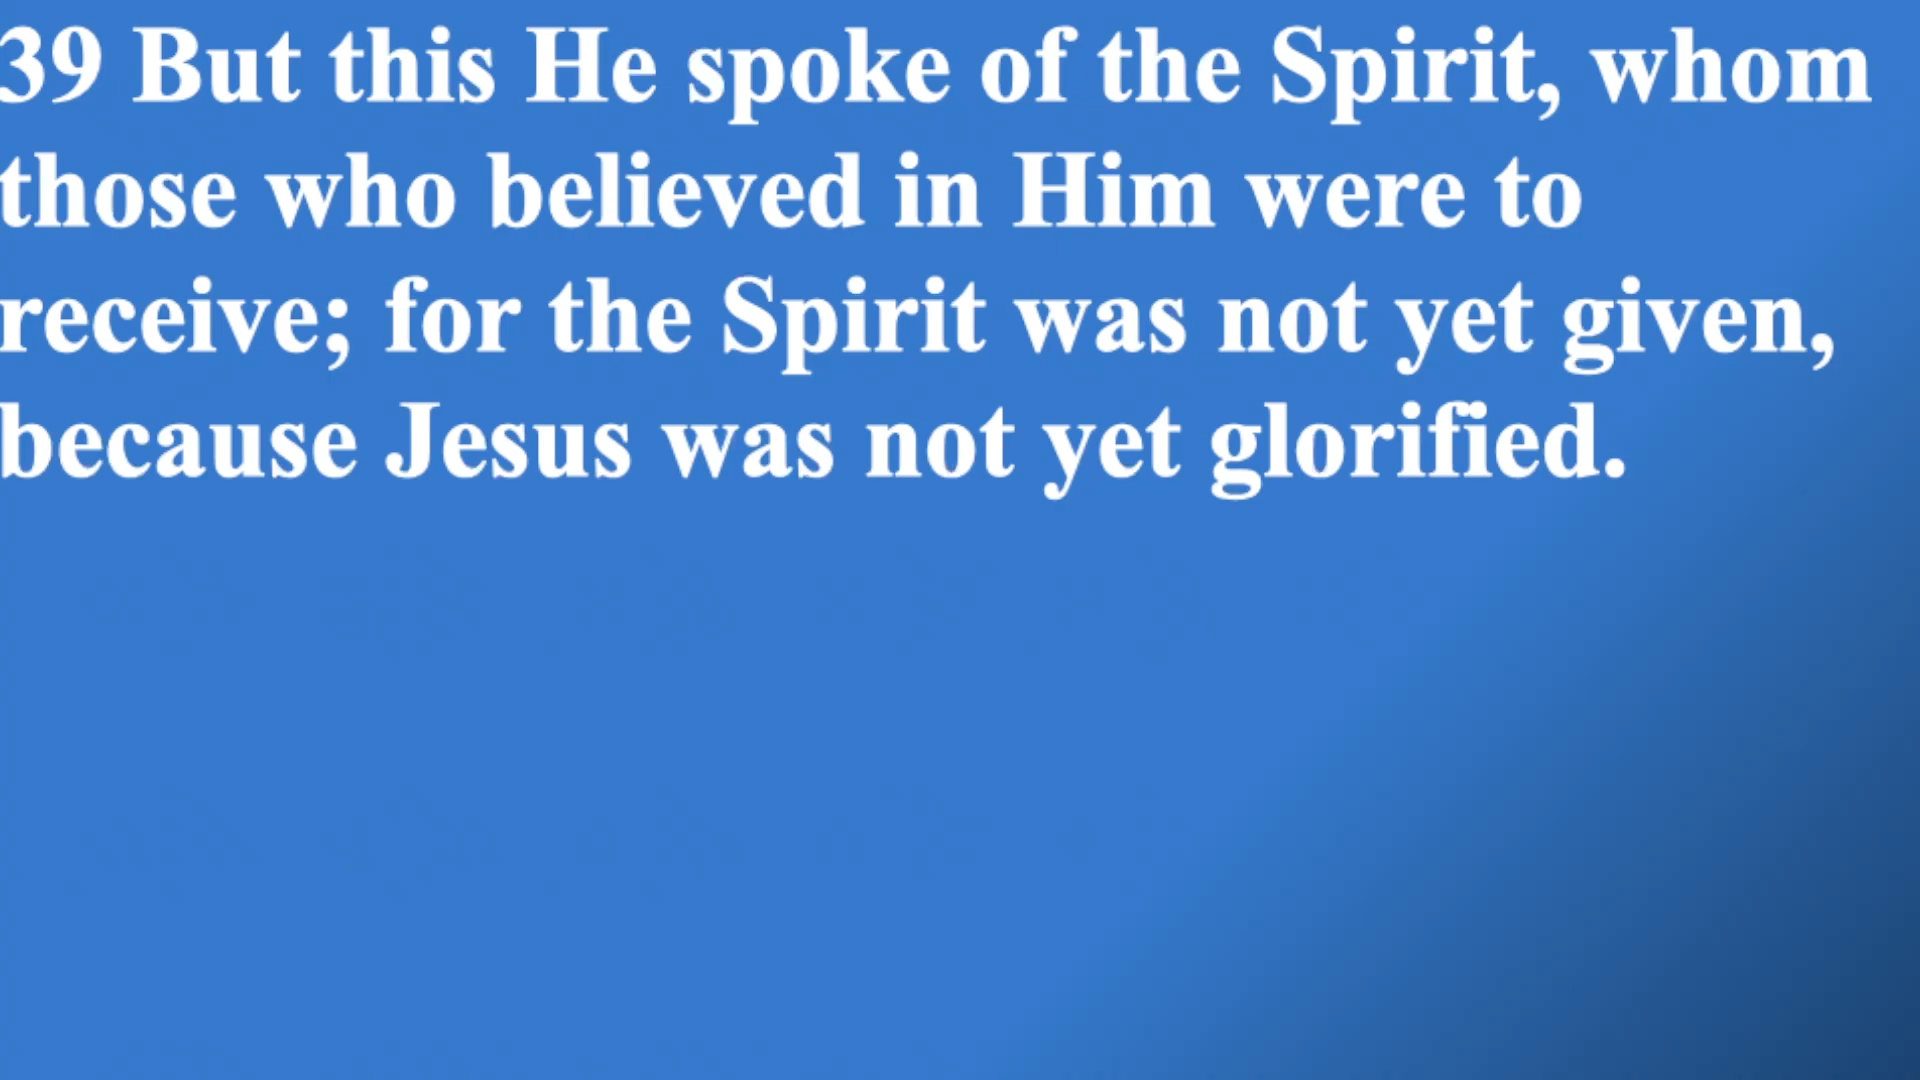 39 But this He spoke of the Spirit, whom
those who believed in Him were to
receive; for the Spirit was not yet given,
because Jesus was not yet glorified.